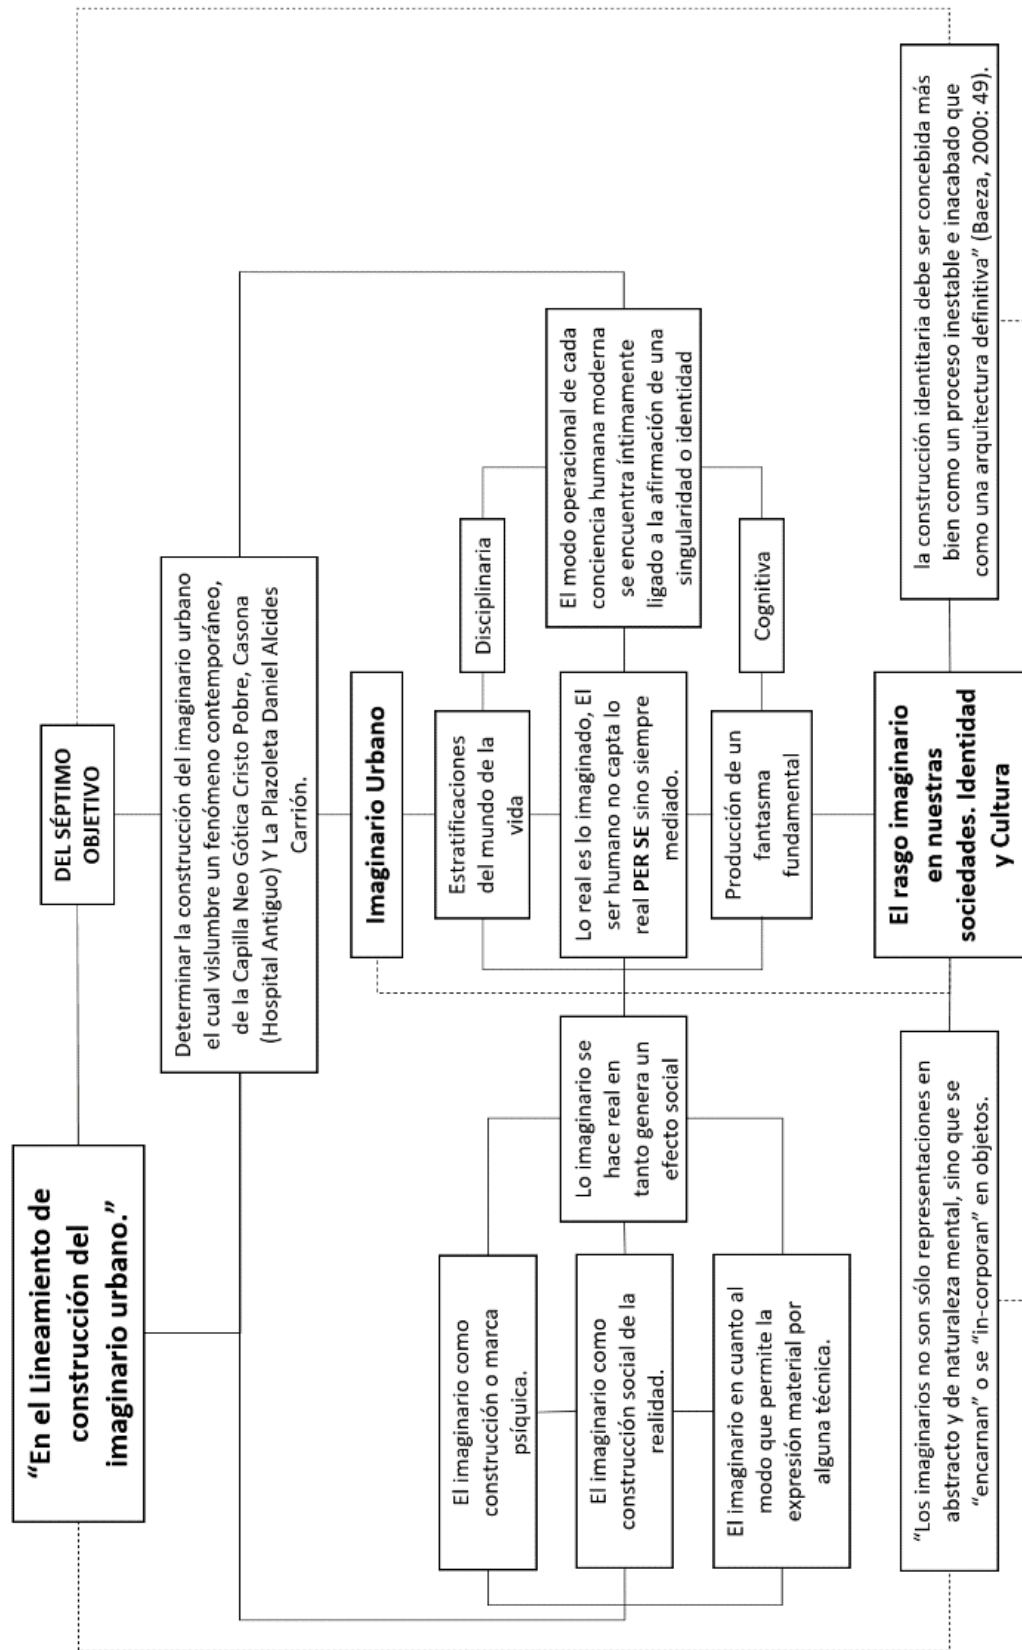 “En el Lineamiento de
construcción del
imaginario urbano.”
DEL SÉPTIMO
OBJETIVO
Determinar la construcción del imaginario urbano
el cual vislumbre un fenómeno contemporáneo,
de la Capilla Neo Gótica Cristo Pobre, Casona
(Hospital Antiguo) Y La Plazoleta Daniel Alcides
Carrión.
Imaginario Urbano
El imaginario como
construcción o marca
psíquica.
El imaginario como
construcción social de la
realidad.
El imaginario en cuanto al
modo que permite la
expresión material por
alguna técnica.
Lo imaginario se
hace real en
tanto genera un
efecto social
Estratificaciones
del mundo de la
vida
Lo real es lo imaginado, El
ser humano no capta lo
real PER SE sino siempre
mediado.
Producción de un
fantasma
fundamental
Disciplinaria
Cognitiva
El modo operacional de cada
conciencia humana moderna
se encuentra íntimamente
ligado a la afirmación de una
singularidad o identidad
“Los imaginarios no son sólo representaciones en
abstracto y de naturaleza mental, sino que se
“encarnan” o se “in-corporan” en objetos.
El rasgo imaginario
en nuestras
sociedades. Identidad
y Cultura
la construcción identitaria debe ser concebida más
bien como un proceso inestable e inacabado que
como una arquitectura definitiva” (Baeza, 2000: 49).